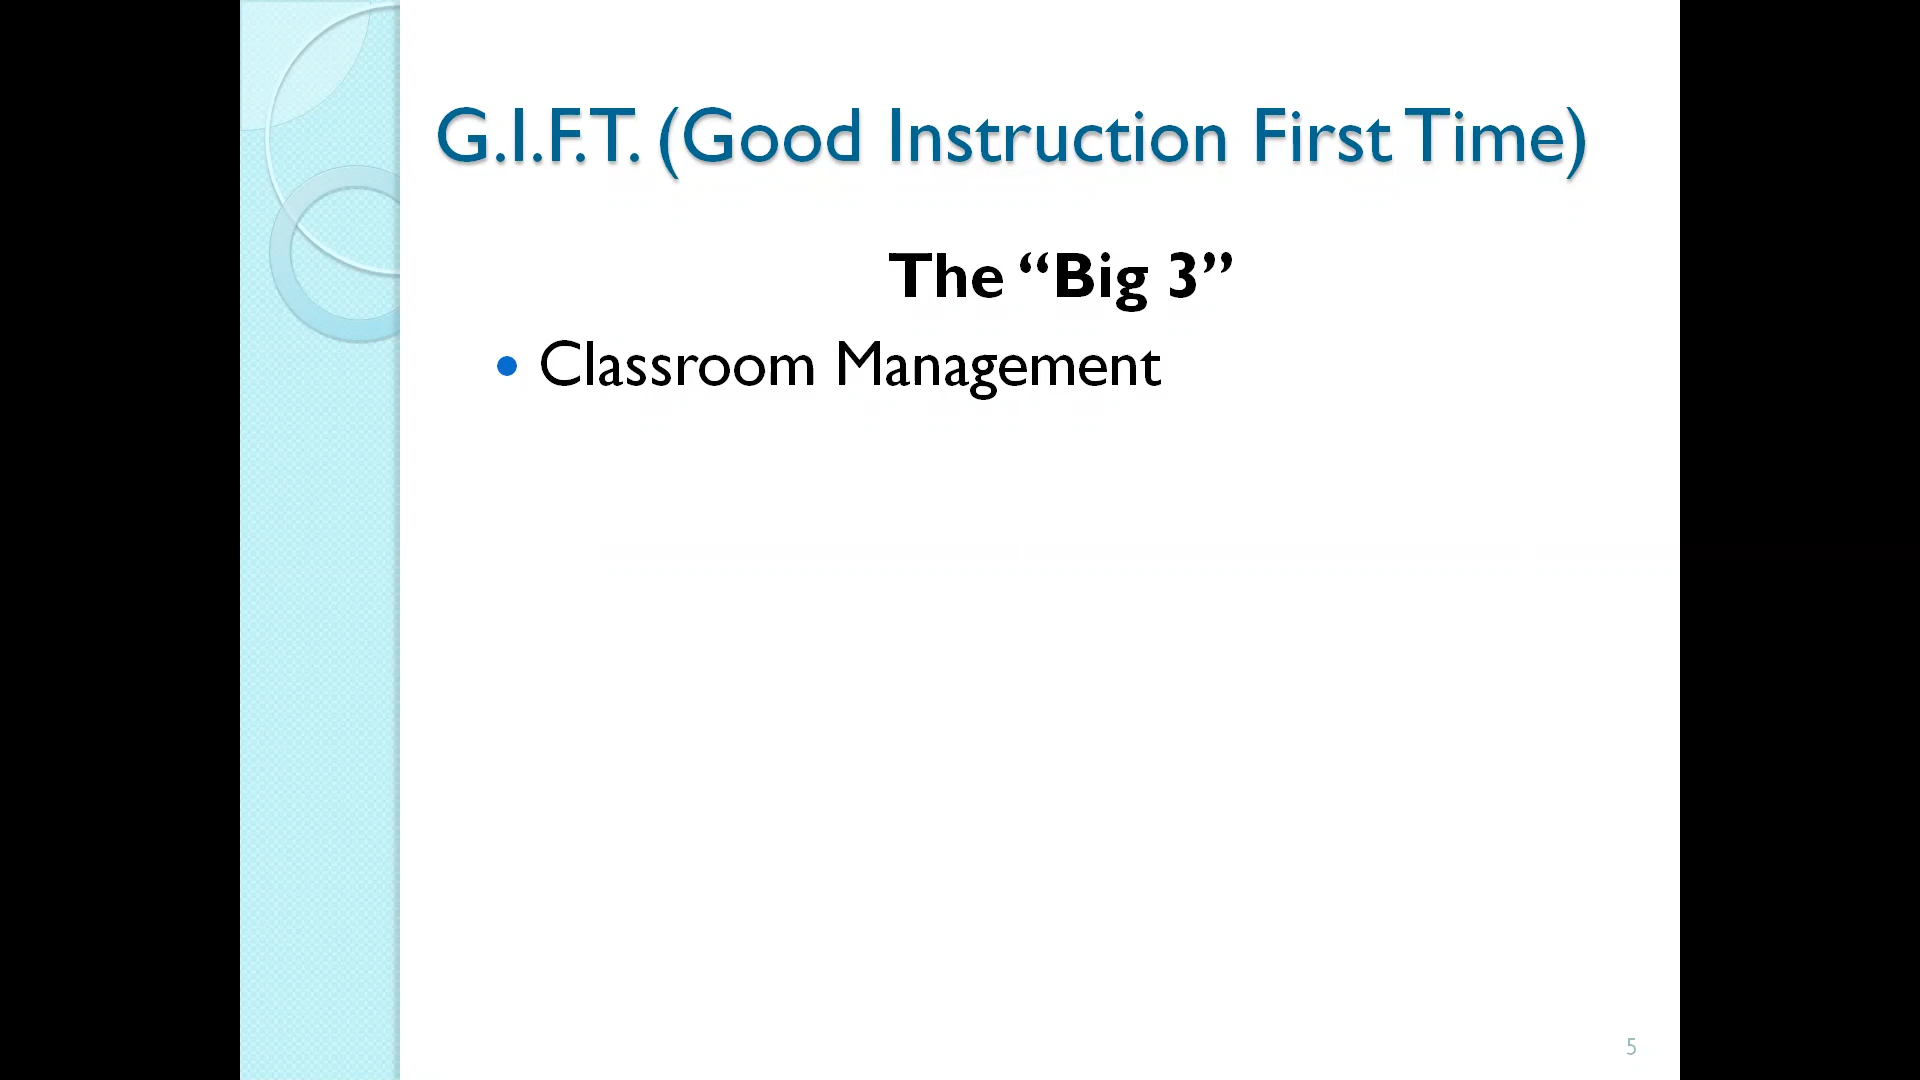 G.I.F.T. (Good Instruction First Time)
The “Big 3”
• Classroom Management
5